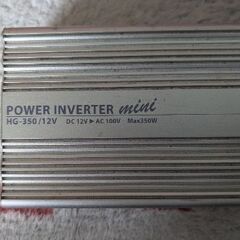 POWER INVERTER mini
HG-350/12V DC 12V ▶ AC 100V Max350W